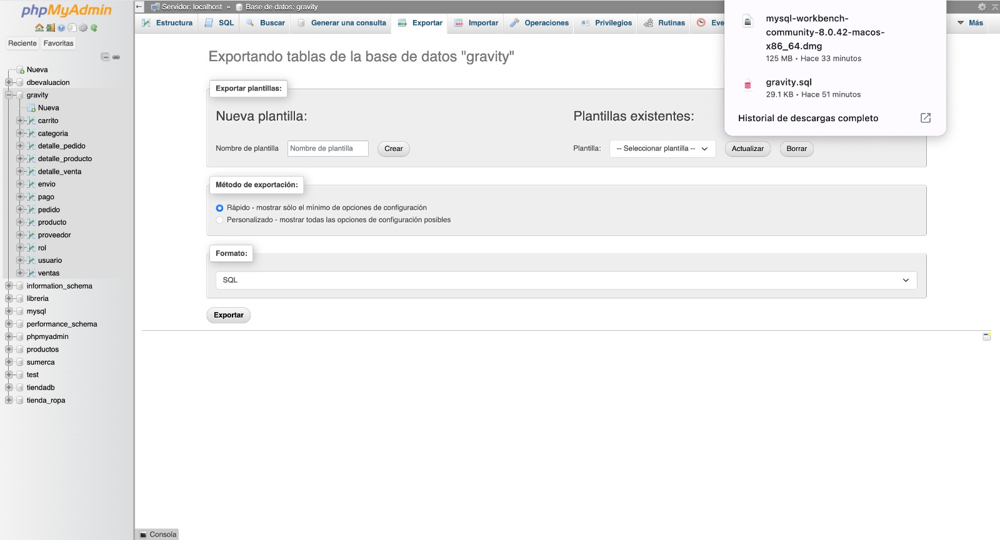 phpMyAdmin
Reciente Favoritas
Nueva
dbevaluacion
gravity
Nueva
carrito
categoria
detalle_pedido
detalle_producto
detalle_venta
envio
pago
pedido
producto
proveedor
rol
usuario
ventas
information_schema
libreria
mysql
performance_schema
phpmyadmin
productos
sumerca
test
tiendadb
tienda_ropa
Servidor: localhost » Base de datos: gravity
Estructura SQL Buscar Generar una consulta Exportar Importar Operaciones Privilegios Rutinas Eve Más
Exportando tablas de la base de datos "gravity"
Exportar plantillas:
Nueva plantilla:
Nombre de plantilla Nombre de plantilla Crear
Plantillas existentes:
Plantilla: -- Seleccionar plantilla -- Actualizar Borrar
Método de exportación:
Rápido - mostrar sólo el mínimo de opciones de configuración
Personalizado - mostrar todas las opciones de configuración posibles
Formato:
SQL
Exportar
mysql-workbench-
community-8.0.42-macos-
x86_64.dmg
125 MB • Hace 33 minutos
gravity.sql
29.1 KB • Hace 51 minutos
Historial de descargas completo
Consola